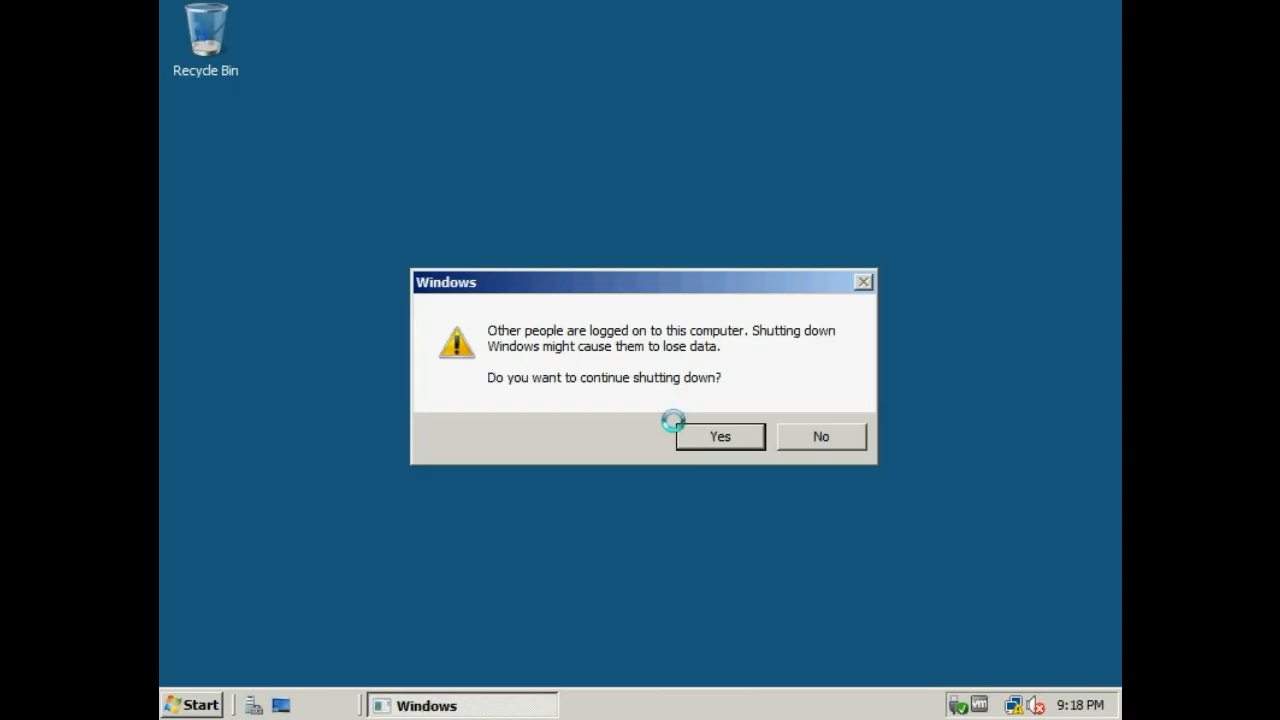 Recycle Bin
Windows
Other people are logged on to this computer. Shutting down
Windows might cause them to lose data.
Do you want to continue shutting down?
Yes No
Start
Windows
vm
9:18 PM